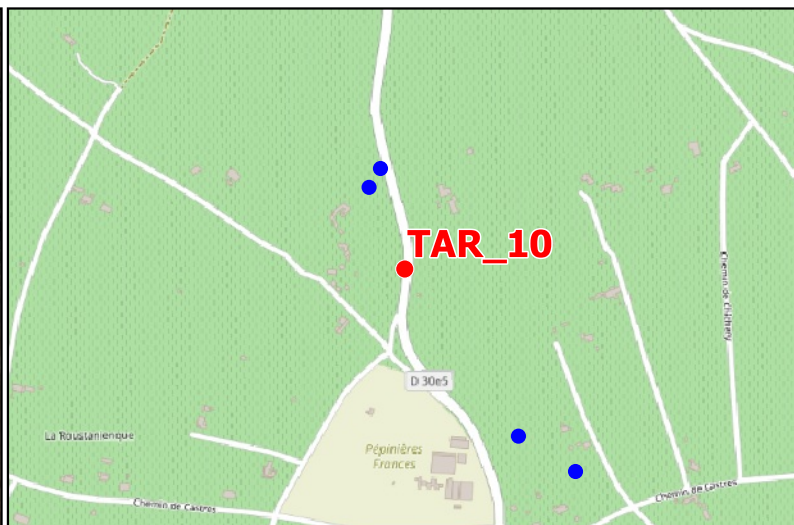 TAR_10
D 30e5
La Roustanienque
Pépinières
Frances
Chemin de Castres
Chemin de Castres